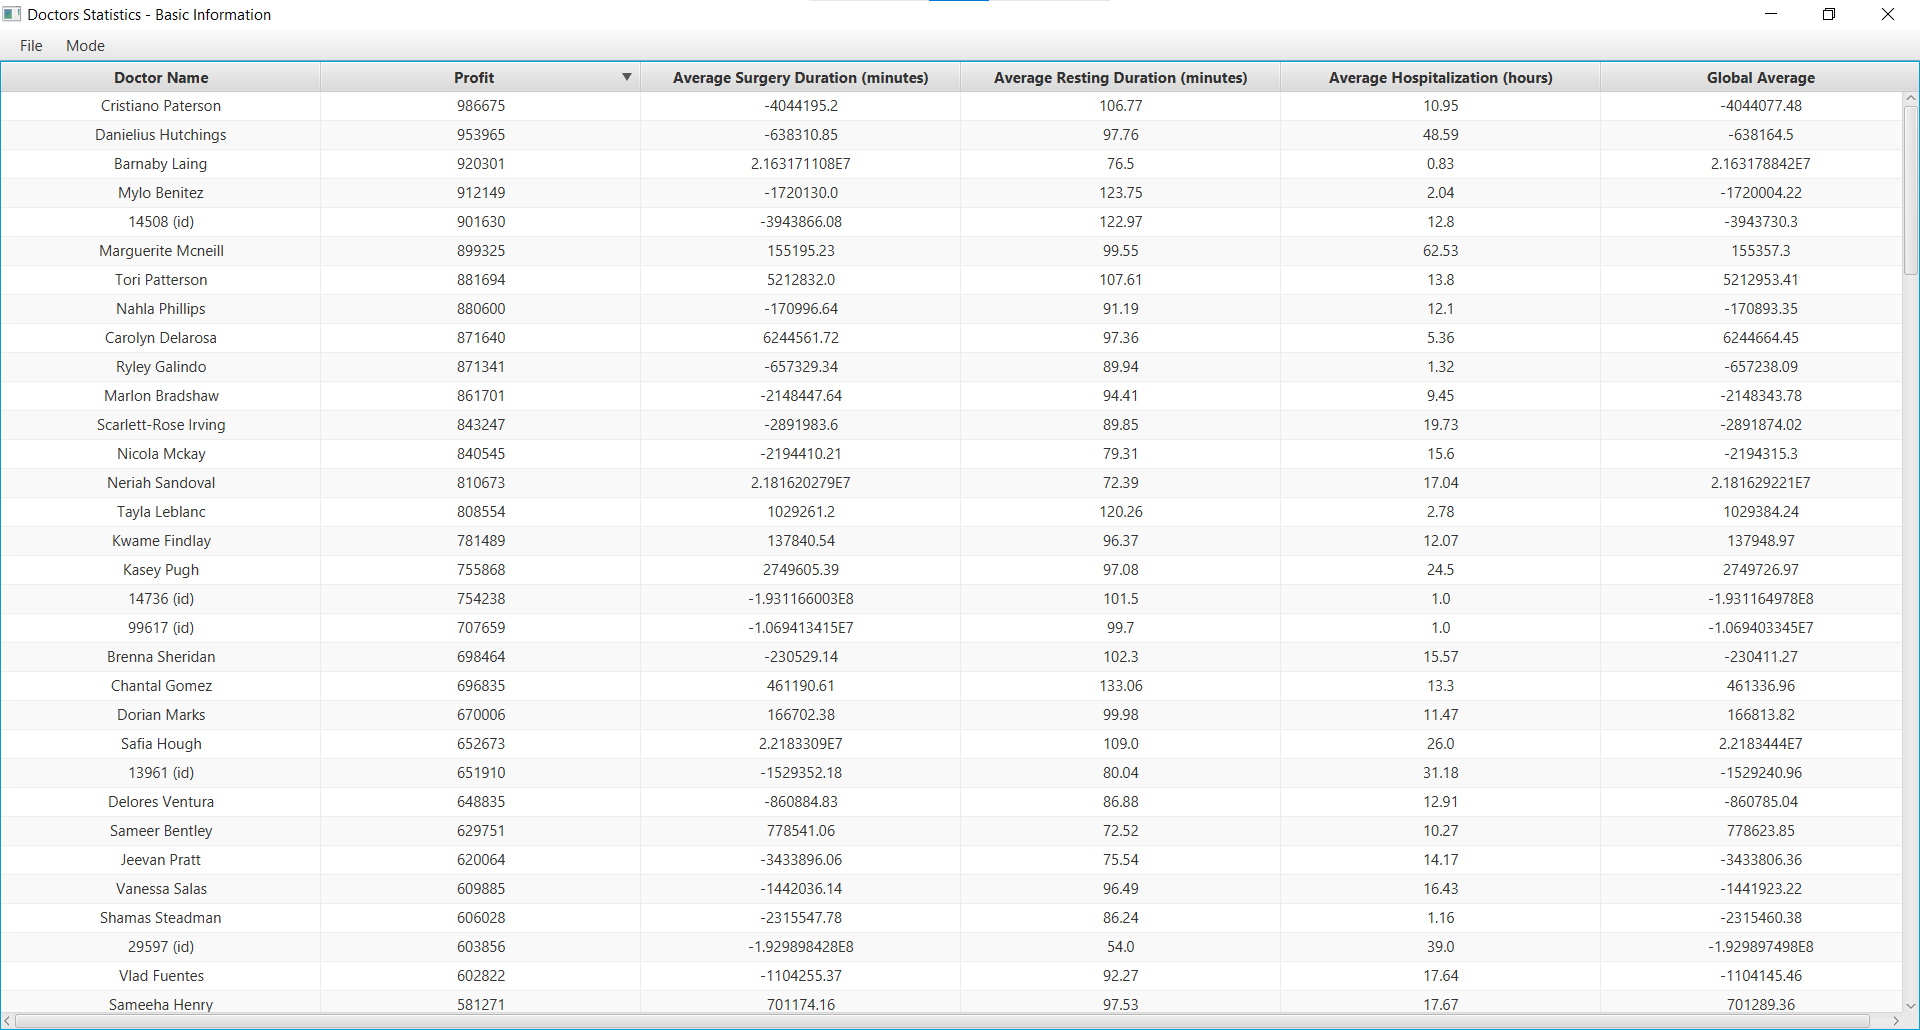 Doctors Statistics - Basic Information
File Mode
Doctor Name Profit Average Surgery Duration (minutes) Average Resting Duration (minutes) Average Hospitalization (hours) Global Average
Cristiano Paterson 986675 -4044195.2 106.77 10.95 -4044077.48
Danielius Hutchings 953965 -638310.85 97.76 48.59 -638164.5
Barnaby Laing 920301 2.163171108E7 76.5 0.83 2.163178842E7
Mylo Benitez 912149 -1720130.0 123.75 2.04 -1720004.22
14508 (id) 901630 -3943866.08 122.97 12.8 -3943730.3
Marguerite Mcneill 899325 155195.23 99.55 62.53 155357.3
Tori Patterson 881694 5212832.0 107.61 13.8 5212953.41
Nahla Phillips 880600 -170996.64 91.19 12.1 -170893.35
Carolyn Delarosa 871640 6244561.72 97.36 5.36 6244664.45
Ryley Galindo 871341 -657329.34 89.94 1.32 -657238.09
Marlon Bradshaw 861701 -2148447.64 94.41 9.45 -2148343.78
Scarlett-Rose Irving 843247 -2891983.6 89.85 19.73 -2891874.02
Nicola Mckay 840545 -2194410.21 79.31 15.6 -2194315.3
Neriah Sandoval 810673 2.181620279E7 72.39 17.04 2.181629221E7
Tayla Leblanc 808554 1029261.2 120.26 2.78 1029384.24
Kwame Findlay 781489 137840.54 96.37 12.07 137948.97
Kasey Pugh 755868 2749605.39 97.08 24.5 2749726.97
14736 (id) 754238 -1.931166003E8 101.5 1.0 -1.931164978E8
99617 (id) 707659 -1.069413415E7 99.7 1.0 -1.069403345E7
Brenna Sheridan 698464 -230529.14 102.3 15.57 -230411.27
Chantal Gomez 696835 461190.61 133.06 13.3 461336.96
Dorian Marks 670006 166702.38 99.98 11.47 166813.82
Safia Hough 652673 2.2183309E7 109.0 26.0 2.2183444E7
13961 (id) 651910 -1529352.18 80.04 31.18 -1529240.96
Delores Ventura 648835 -860884.83 86.88 12.91 -860785.04
Sameer Bentley 629751 778541.06 72.52 10.27 778623.85
Jeevan Pratt 620064 -3433896.06 75.54 14.17 -3433806.36
Vanessa Salas 609885 -1442036.14 96.49 16.43 -1441923.22
Shamas Steadman 606028 -2315547.78 86.24 1.16 -2315460.38
29597 (id) 603856 -1.929898428E8 54.0 39.0 -1.929897498E8
Vlad Fuentes 602822 -1104255.37 92.27 17.64 -1104145.46
Sameeha Henry 581271 701174.16 97.53 17.67 701289.36